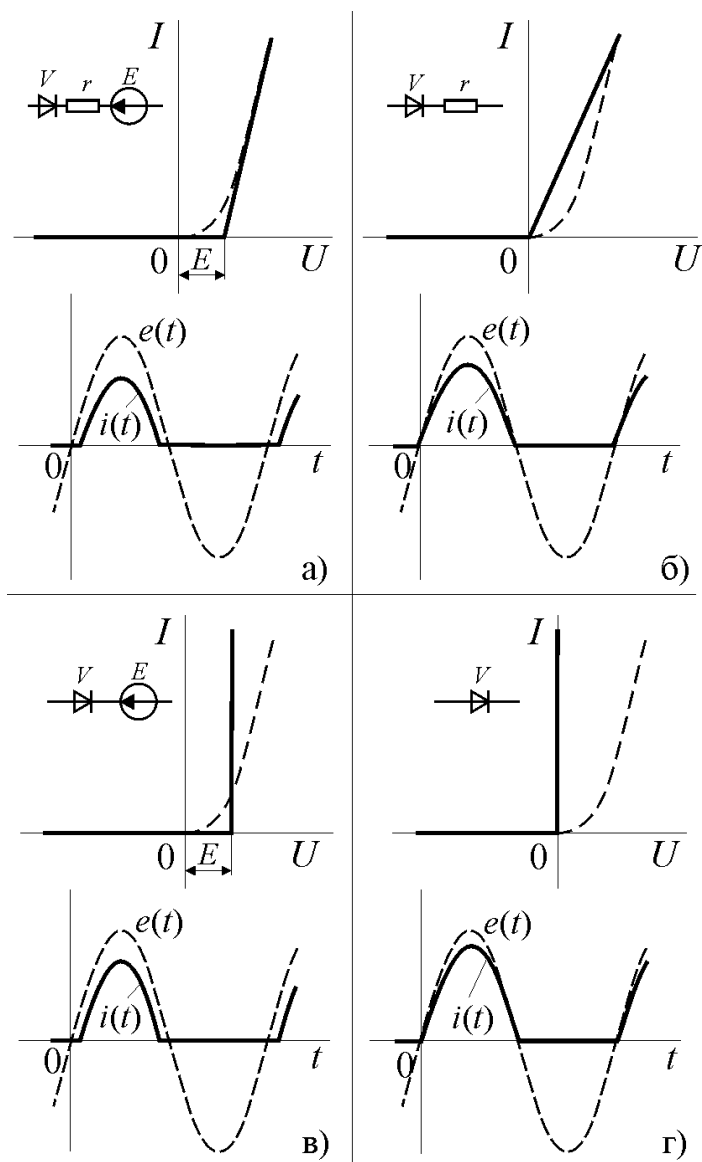 I
V r E
0 E U
e(t)
i(t)
0 t
а)
I
V r
0 U
e(t)
i(t)
0 t
б)
I
V E
0 E U
e(t)
i(t)
0 t
в)
I
V
0 U
e(t)
i(t)
0 t
г)